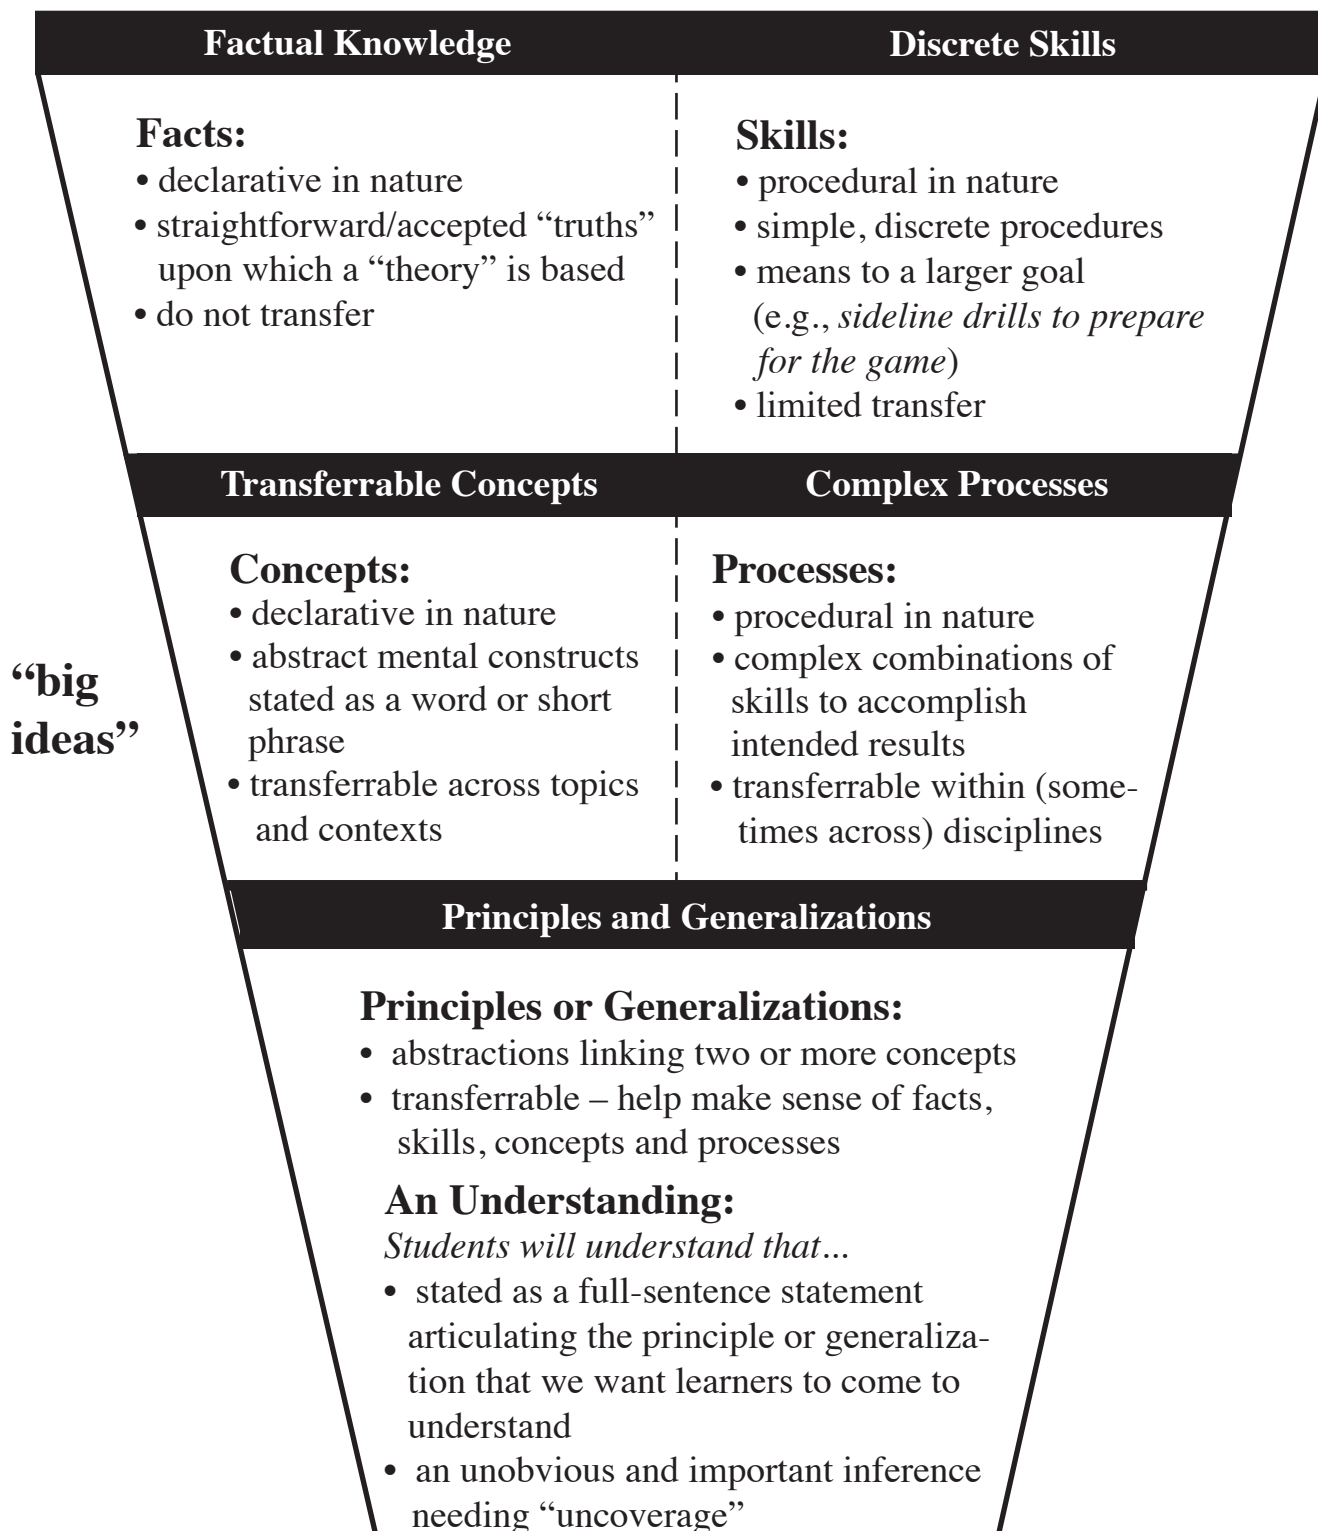 Factual Knowledge
Discrete Skills
Facts:
• declarative in nature
• straightforward/accepted “truths”
upon which a “theory” is based
• do not transfer
Skills:
• procedural in nature
• simple, discrete procedures
• means to a larger goal
(e.g., sideline drills to prepare
for the game)
• limited transfer
Transferrable Concepts
Complex Processes
“big
ideas”
Concepts:
• declarative in nature
• abstract mental constructs
stated as a word or short
phrase
• transferrable across topics
and contexts
Processes:
• procedural in nature
• complex combinations of
skills to accomplish
intended results
• transferrable within (some-
times across) disciplines
Principles and Generalizations
Principles or Generalizations:
• abstractions linking two or more concepts
• transferrable – help make sense of facts,
skills, concepts and processes
An Understanding:
Students will understand that...
• stated as a full-sentence statement
articulating the principle or generaliza-
tion that we want learners to come to
understand
• an unobvious and important inference
needing “uncoverage”